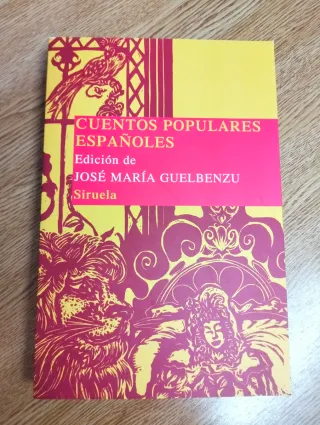 CUENTOS POPULARES
ESPAÑOLES
Edición de
JOSÉ MARÍA GUELBENZU
Siruela